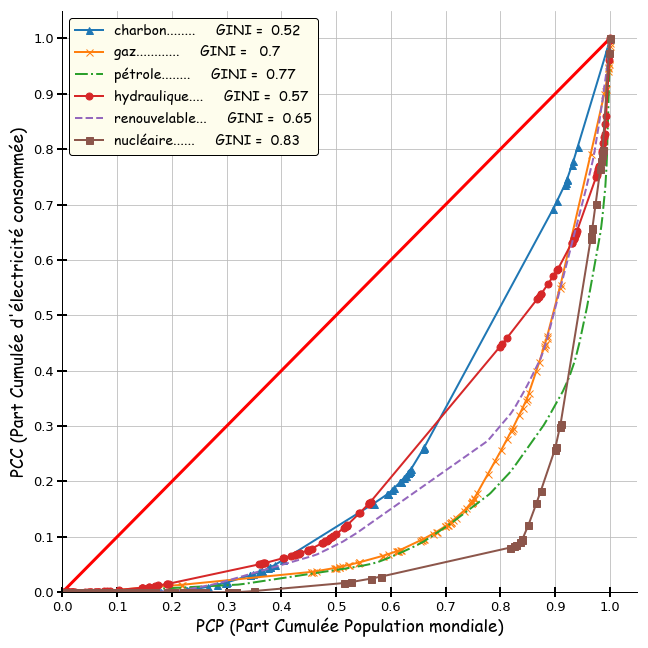 charbon........ GINI = 0.52
gaz............ GINI = 0.7
pétrole........ GINI = 0.77
hydraulique.... GINI = 0.57
renouvelable... GINI = 0.65
nucléaire...... GINI = 0.83
PCC (Part Cumulée d'électricité consommée)
1.0
0.9
0.8
0.7
0.6
0.5
0.4
0.3
0.2
0.1
0.0
0.0 0.1 0.2 0.3 0.4 0.5 0.6 0.7 0.8 0.9 1.0
PCP (Part Cumulée Population mondiale)